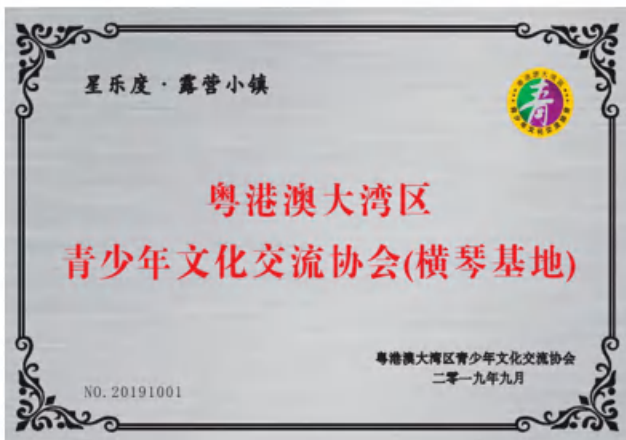 星乐度·露营小镇
青
粤港澳大湾区
青少年文化交流协会(横琴基地)
粤港澳大湾区青少年文化交流协会
二零一九年九月
NO. 20191001